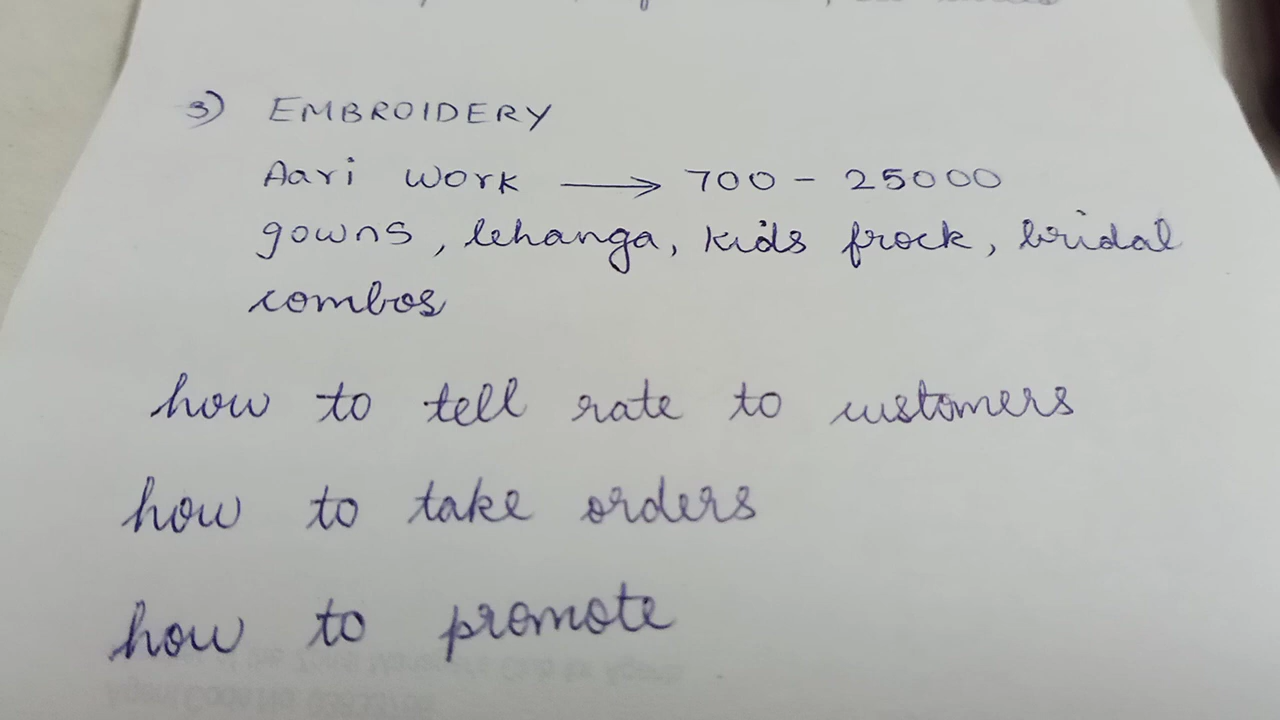 3) EMBROIDERY
Aari work → 700 - 25000
gowns, lehanga, kids frock, bridal
combos
how to tell rate to customers
how to take orders
how to promote